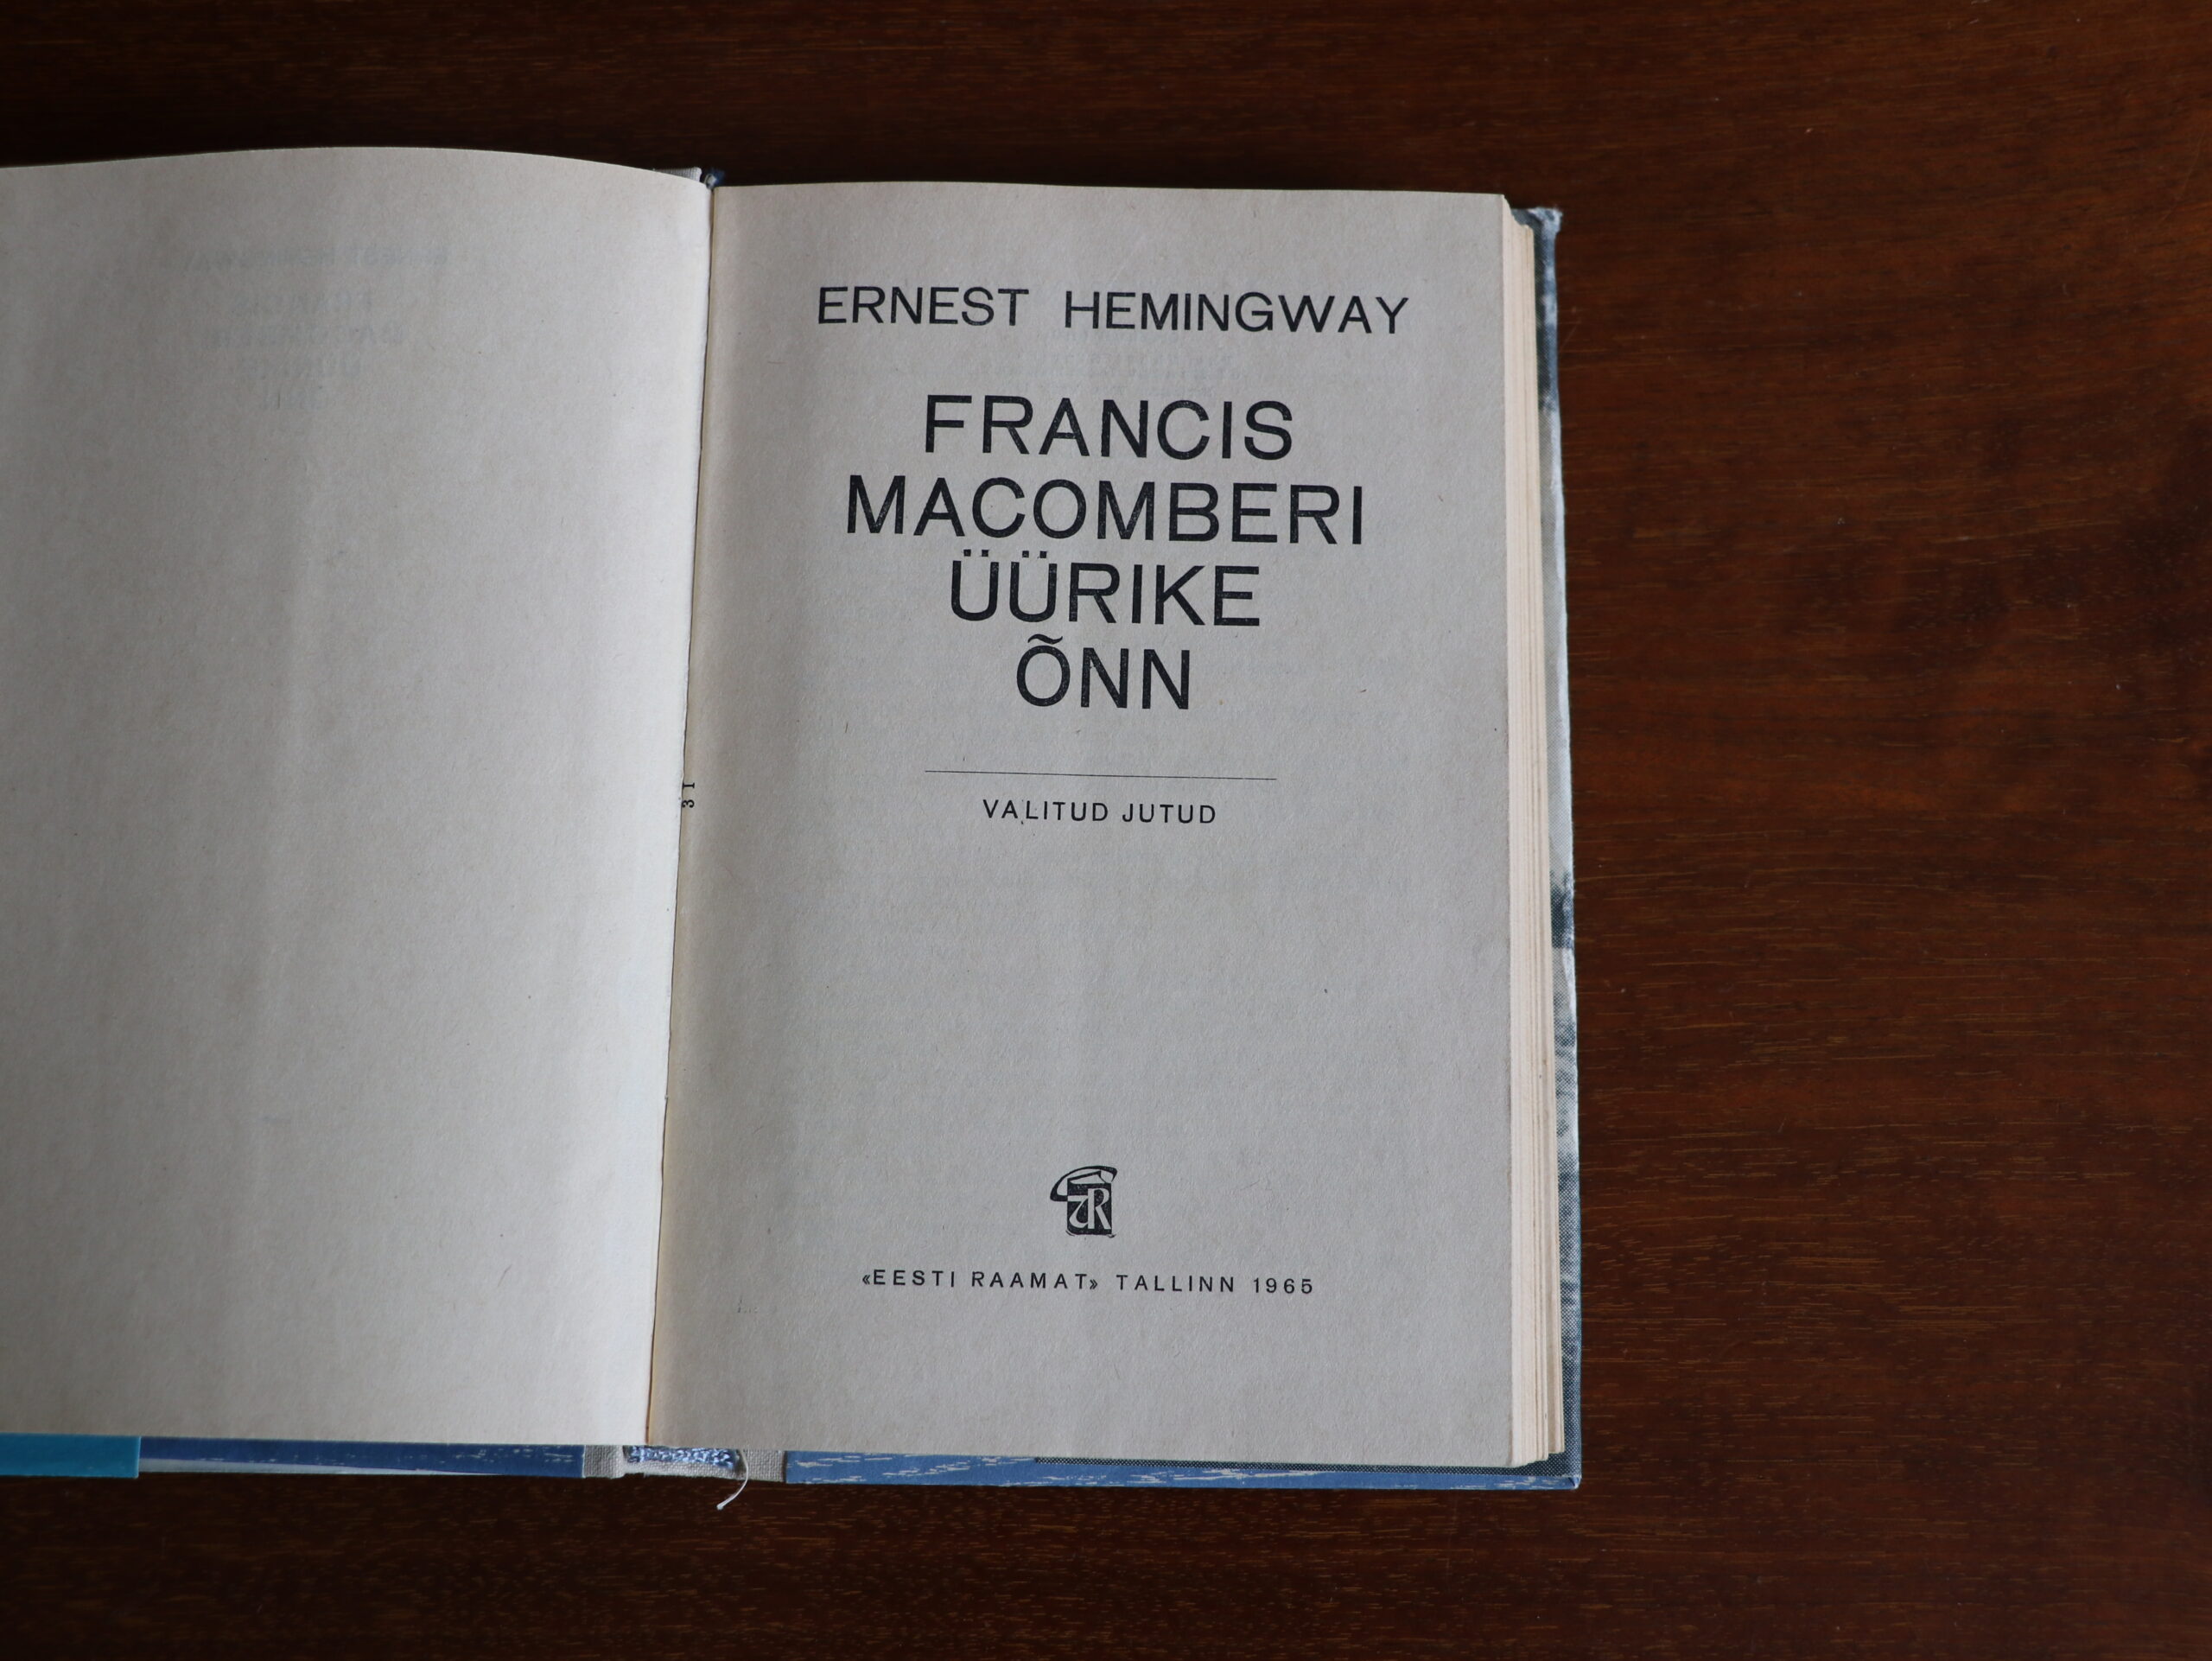 ERNEST HEMINGWAY
FRANCIS
MACOMBERI
ÜÜRIKE
ÕNN
VALITUD JUTUD
«EESTI RAAMAT» TALLINN 1965